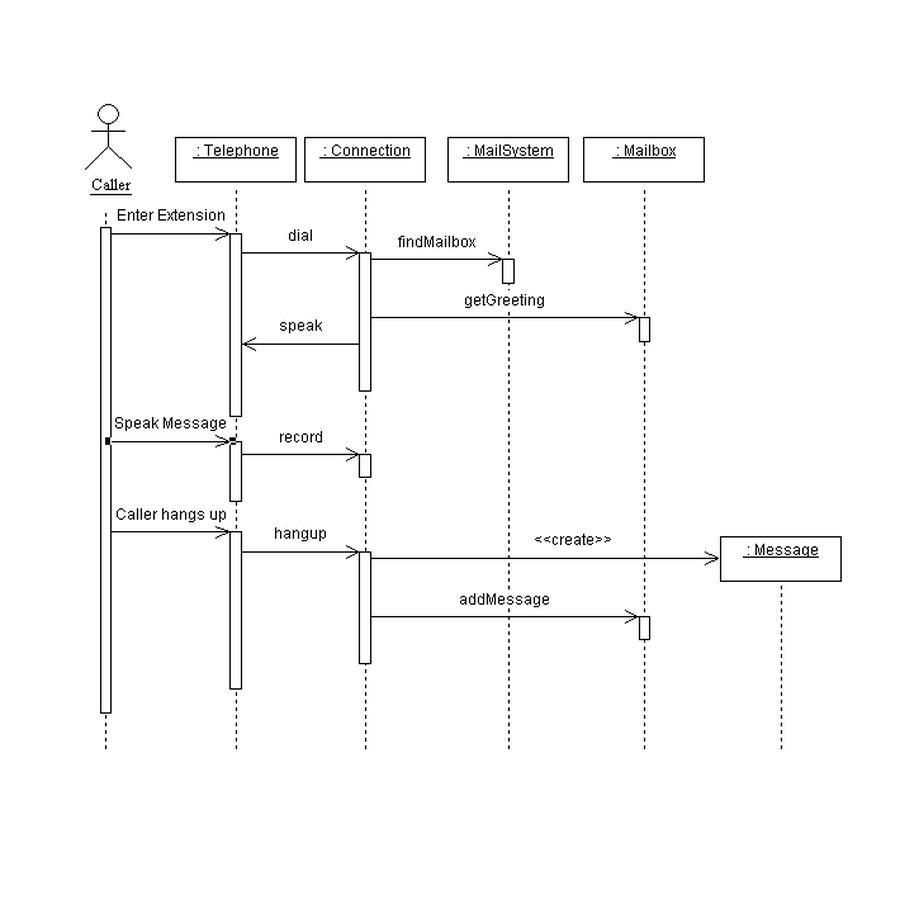 : Telephone
: Connection
: MailSystem
: Mailbox
Caller
Enter Extension
dial
findMailbox
getGreeting
speak
Speak Message
record
Caller hangs up
hangup
<<create>>
: Message
addMessage